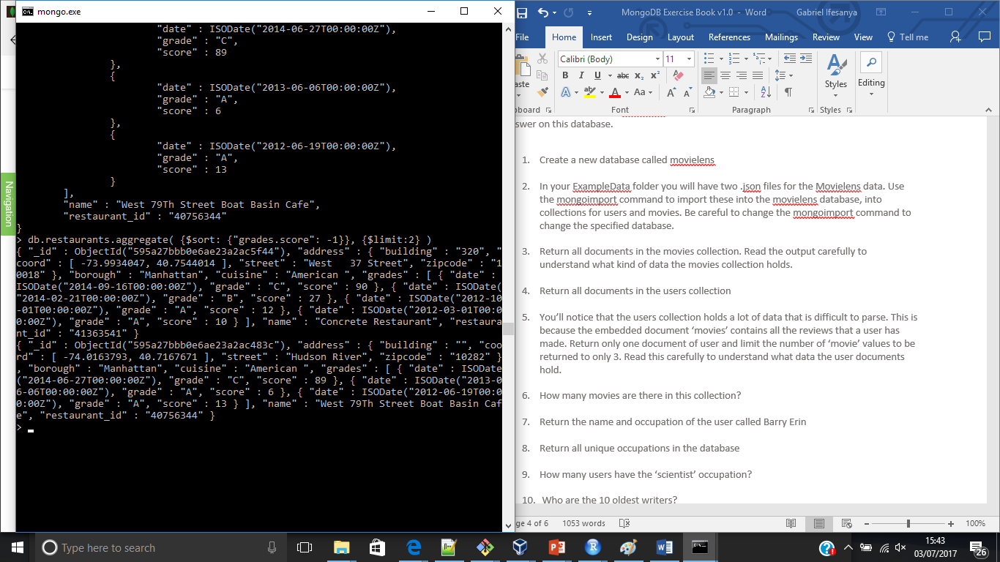 mongo.exe
"date" : ISODate("2014-06-27T00:00:00Z"),
"grade" : "C",
"score" : 89
},
{
"date" : ISODate("2013-06-06T00:00:00Z"),
"grade" : "A",
"score" : 6
},
{
"date" : ISODate("2012-06-19T00:00:00Z"),
"grade" : "A",
"score" : 13
}
],
"name" : "West 79Th Street Boat Basin Cafe",
"restaurant_id" : "40756344"
}
> db.restaurants.aggregate( {$sort: {"grades.score": -1}}, {$limit:2} )
{ "_id" : ObjectId("595a27bbb0e6ae23a2ac5f44"), "address" : { "building" : "320", "
coord" : [ -73.9934047, 40.7544014 ], "street" : "West   37 Street", "zipcode" : "1
0018" }, "borough" : "Manhattan", "cuisine" : "American ", "grades" : [ { "date" :
ISODate("2014-09-16T00:00:00Z"), "grade" : "C", "score" : 90 }, { "date" : ISODate(
"2014-02-21T00:00:00Z"), "grade" : "B", "score" : 27 }, { "date" : ISODate("2012-10
-01T00:00:00Z"), "grade" : "A", "score" : 12 }, { "date" : ISODate("2012-03-01T00:0
0:00Z"), "grade" : "A", "score" : 10 } ], "name" : "Concrete Restaurant", "restaura
nt_id" : "41363541" }
{ "_id" : ObjectId("595a27bbb0e6ae23a2ac483c"), "address" : { "building" : "", "coo
rd" : [ -74.0163793, 40.7167671 ], "street" : "Hudson River", "zipcode" : "10282" }
, "borough" : "Manhattan", "cuisine" : "American ", "grades" : [ { "date" : ISODate
("2014-06-27T00:00:00Z"), "grade" : "C", "score" : 89 }, { "date" : ISODate("2013-0
6-06T00:00:00Z"), "grade" : "A", "score" : 6 }, { "date" : ISODate("2012-06-19T00:0
0:00Z"), "grade" : "A", "score" : 13 } ], "name" : "West 79Th Street Boat Basin Caf
e", "restaurant_id" : "40756344" }
>
Navigation
MongoDB Exercise Book v1.0 - Word
Gabriel Ifesanya
File Home Insert Design Layout References Mailings Review View Tell me
Calibri (Body) 11
aste
B I U abc x₂ x²
A ab A Aa A A
Styles
Editing
pboard Font Paragraph Styles
swer on this database.
1. Create a new database called movielens
2. In your ExampleData folder you will have two .json files for the Movielens data. Use
the mongoimport command to import these into the movielens database, into
collections for users and movies. Be careful to change the mongoimport command to
change the specified database.
3. Return all documents in the movies collection. Read the output carefully to
understand what kind of data the movies collection holds.
4. Return all documents in the users collection
5. You’ll notice that the users collection holds a lot of data that is difficult to parse. This is
because the embedded document ‘movies’ contains all the reviews that a user has
made. Return only one document of user and limit the number of ‘movie’ values to be
returned to only 3. Read this carefully to understand what data the user documents
hold.
6. How many movies are there in this collection?
7. Return the name and occupation of the user called Barry Erin
8. Return all unique occupations in the database
9. How many users have the ‘scientist’ occupation?
10. Who are the 10 oldest writers?
ge 4 of 6 1053 words 100%
Type here to search
15:43
03/07/2017
26